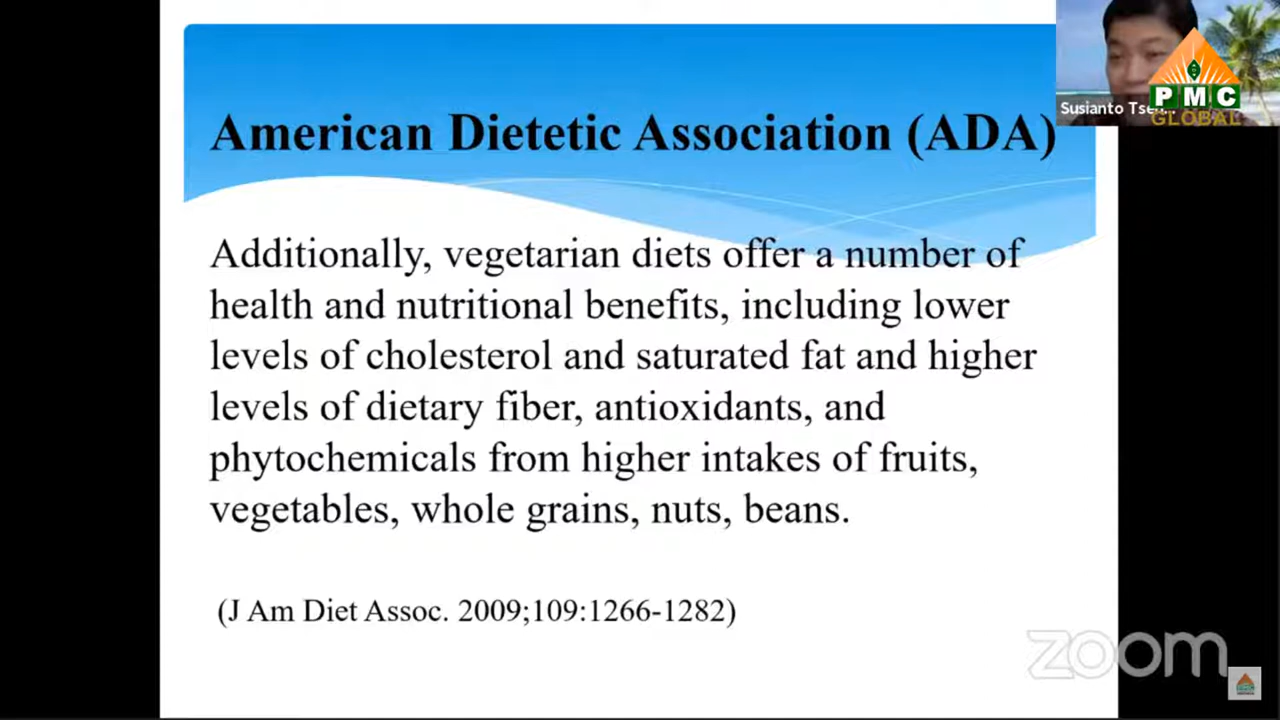 American Dietetic Association (ADA)
Additionally, vegetarian diets offer a number of
health and nutritional benefits, including lower
levels of cholesterol and saturated fat and higher
levels of dietary fiber, antioxidants, and
phytochemicals from higher intakes of fruits,
vegetables, whole grains, nuts, beans.
(J Am Diet Assoc. 2009;109:1266-1282)
Susianto
PMC
GLOBAL
zoom